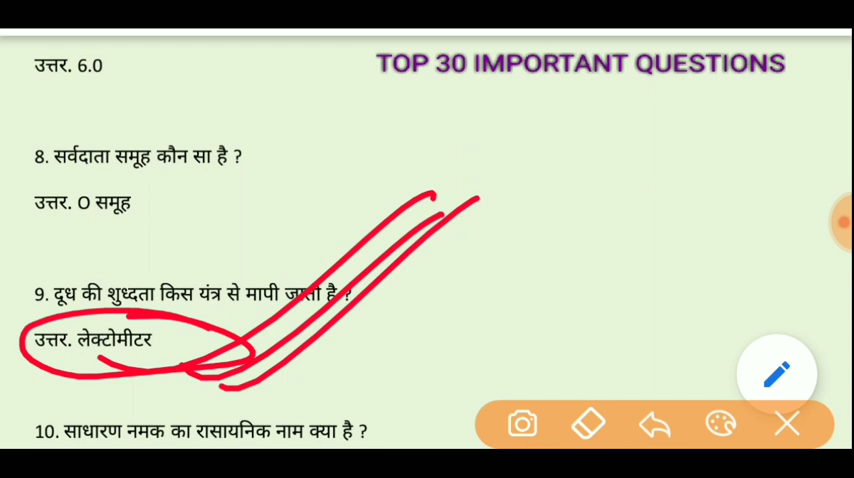 उत्तर. 6.0
TOP 30 IMPORTANT QUESTIONS
8. सर्वदाता समूह कौन सा है ?
उत्तर. O समूह
9. दूध की शुध्दता किस यंत्र से मापी जाती है ?
उत्तर. लेक्टोमीटर
10. साधारण नमक का रासायनिक नाम क्या है ?